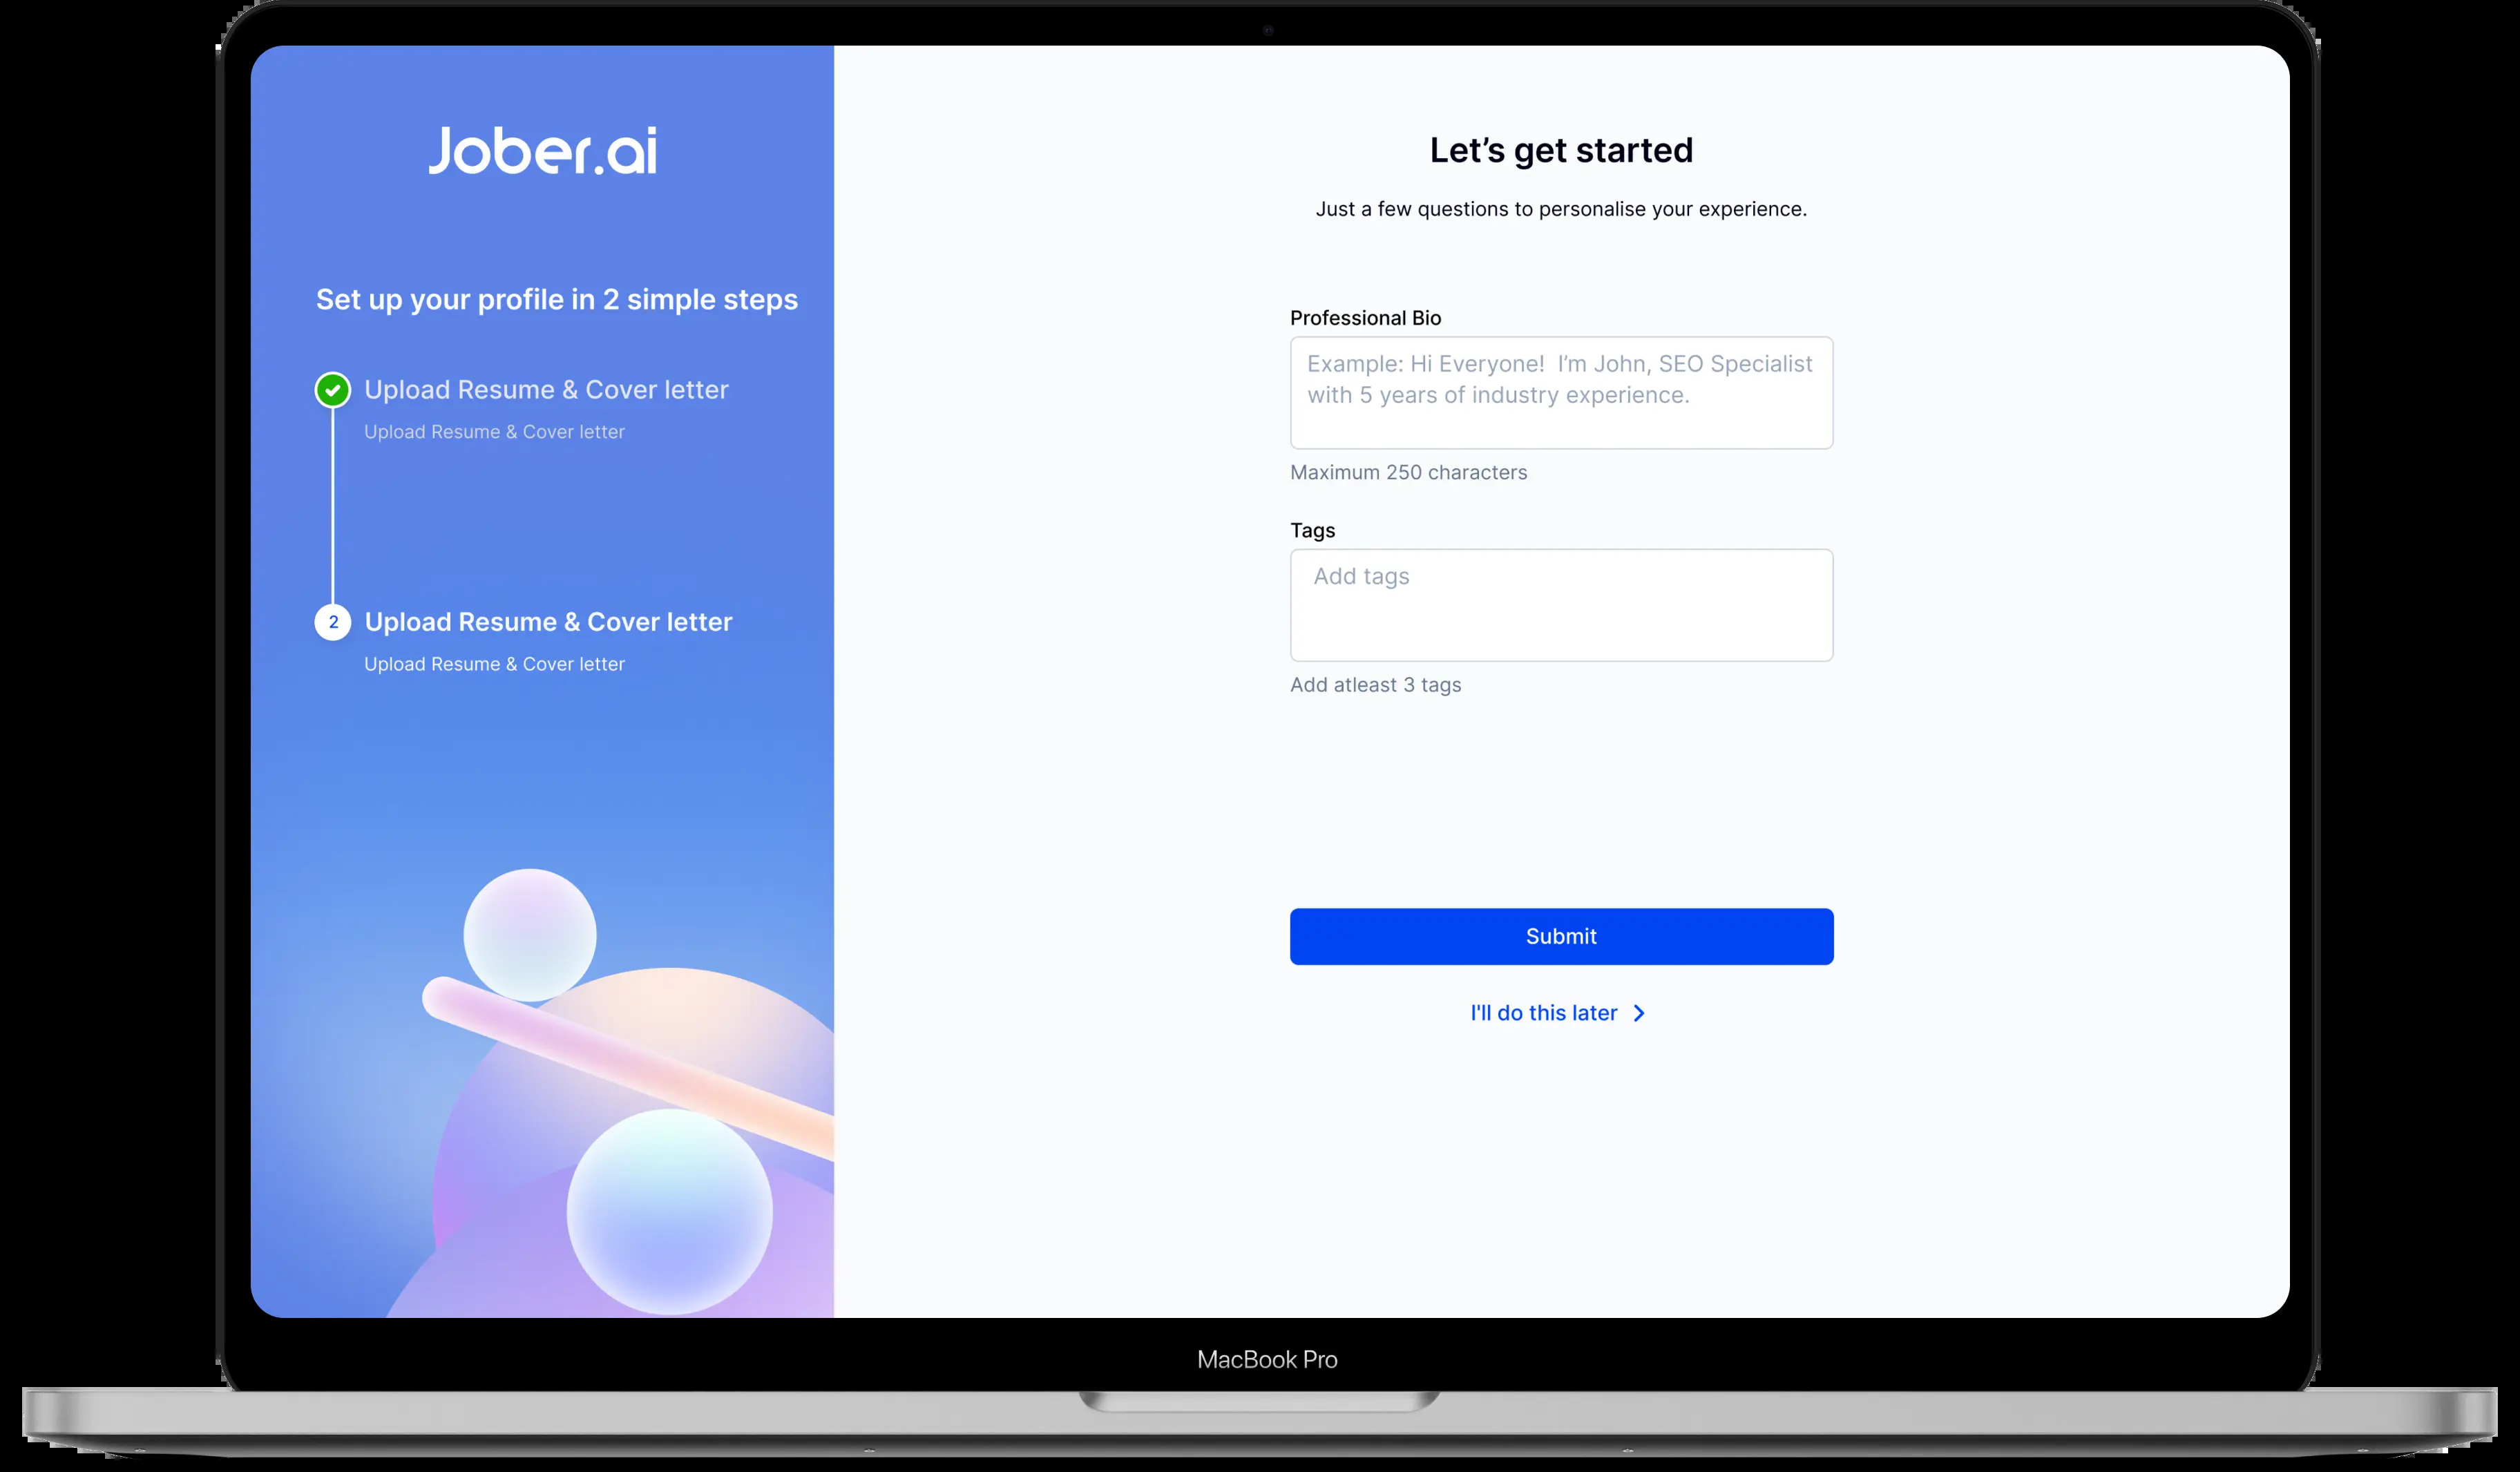 Jober.ai
Set up your profile in 2 simple steps
Upload Resume & Cover letter
Upload Resume & Cover letter
2
Upload Resume & Cover letter
Upload Resume & Cover letter
Let’s get started
Just a few questions to personalise your experience.
Professional Bio
Example: Hi Everyone!  I’m John, SEO Specialist
with 5 years of industry experience.
Maximum 250 characters
Tags
Add tags
Add atleast 3 tags
Submit
I'll do this later
MacBook Pro